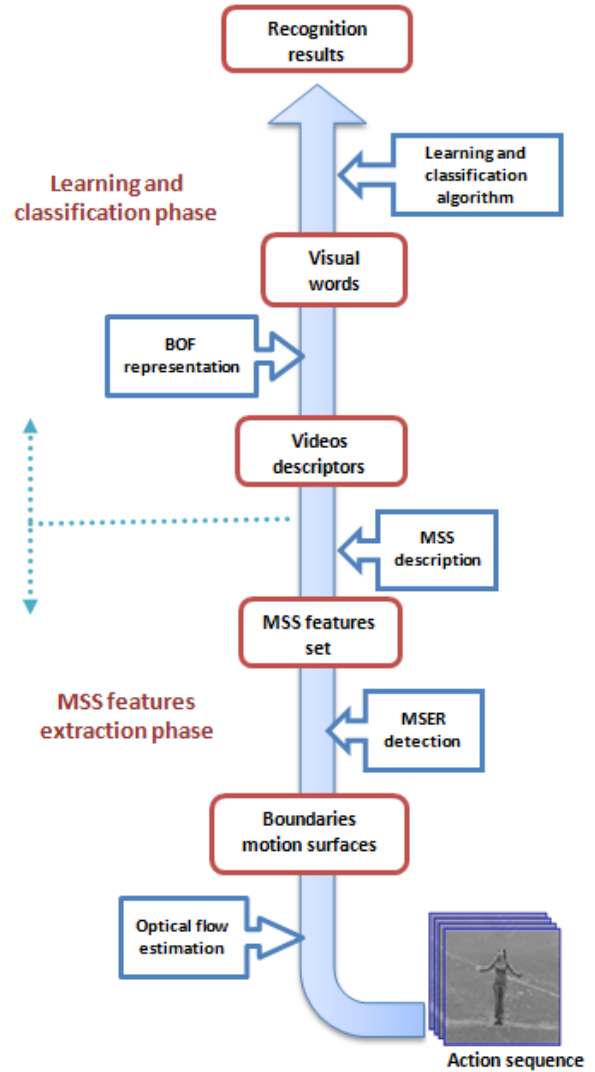 Recognition
results
Learning and
classification
algorithm
Learning and
classification phase
Visual
words
BOF
representation
Videos
descriptors
MSS
description
MSS features
set
MSS features
extraction phase
MSER
detection
Boundaries
motion surfaces
Optical flow
estimation
Action sequence